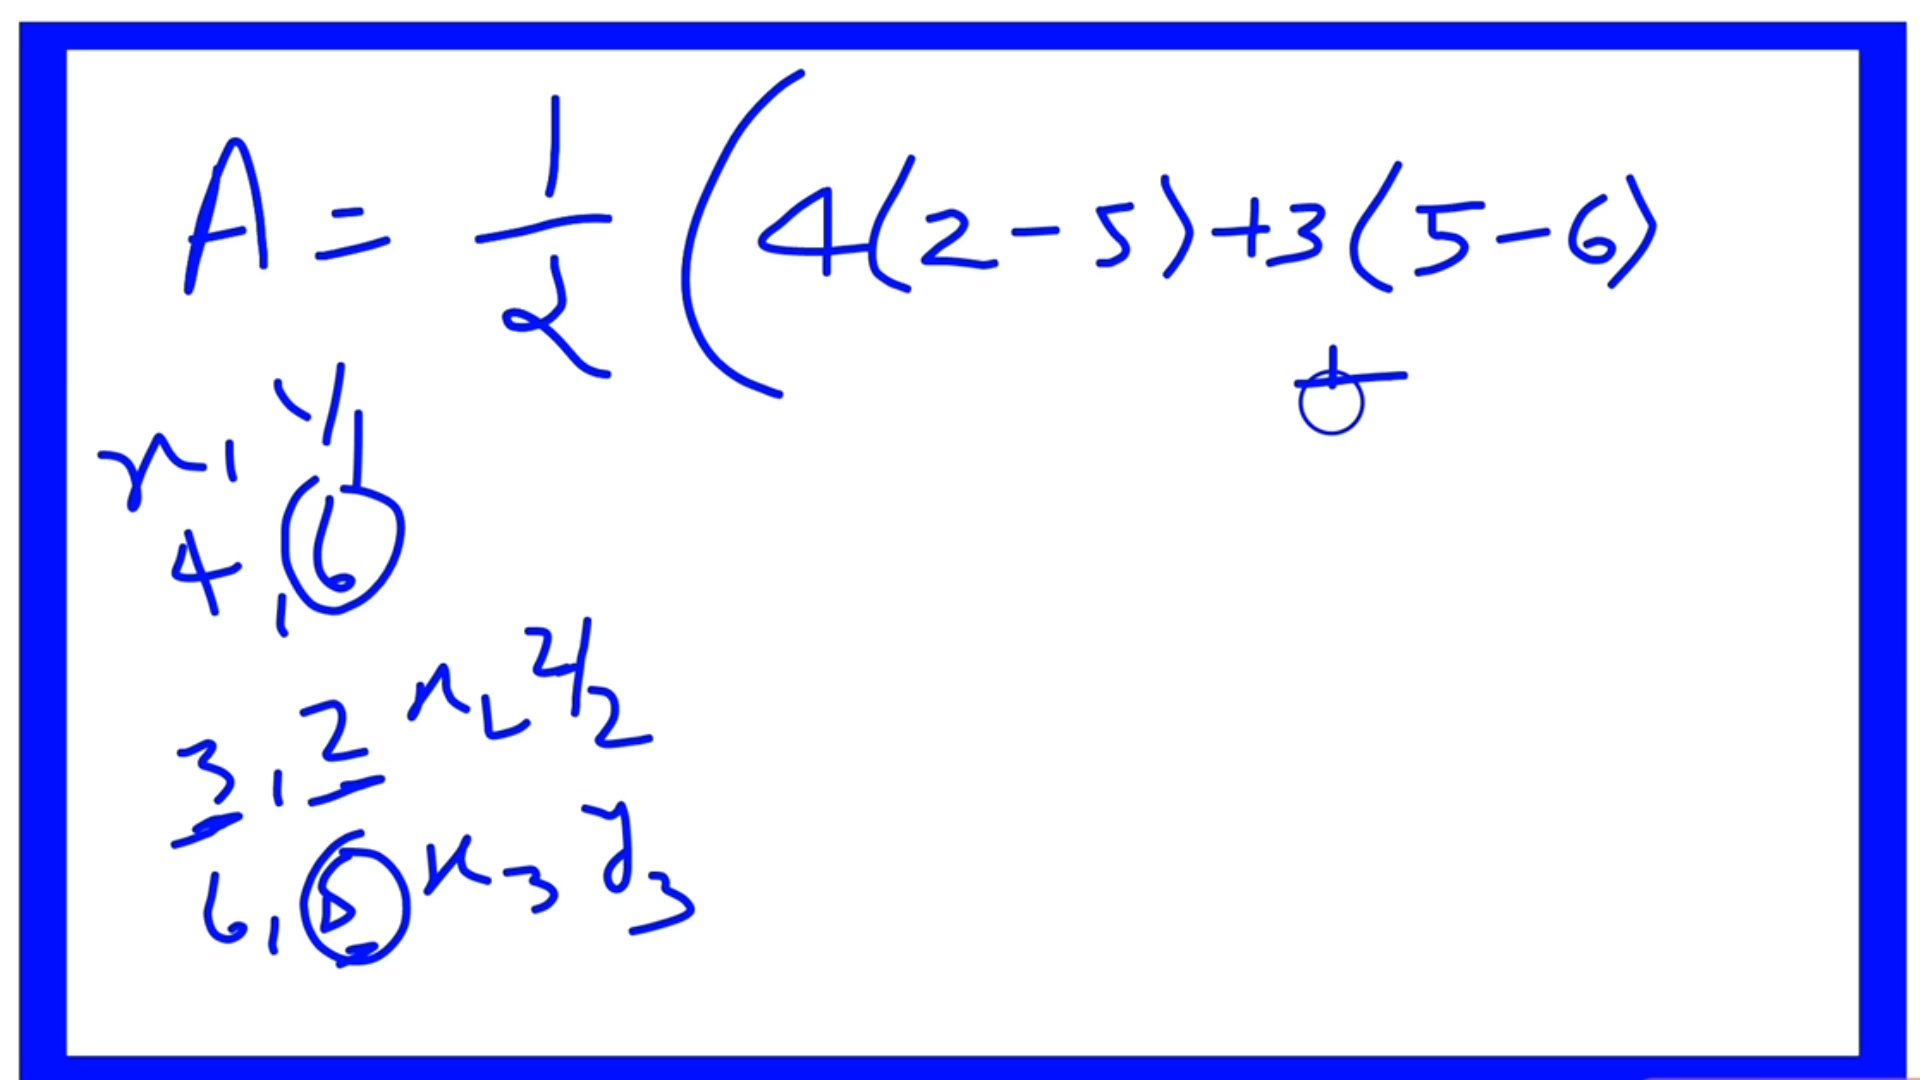 A = 1/2 ( 4(2-5)+3(5-6)
+
x1 y1
4,6
3,2 x2 y2
6,5 x3 y3